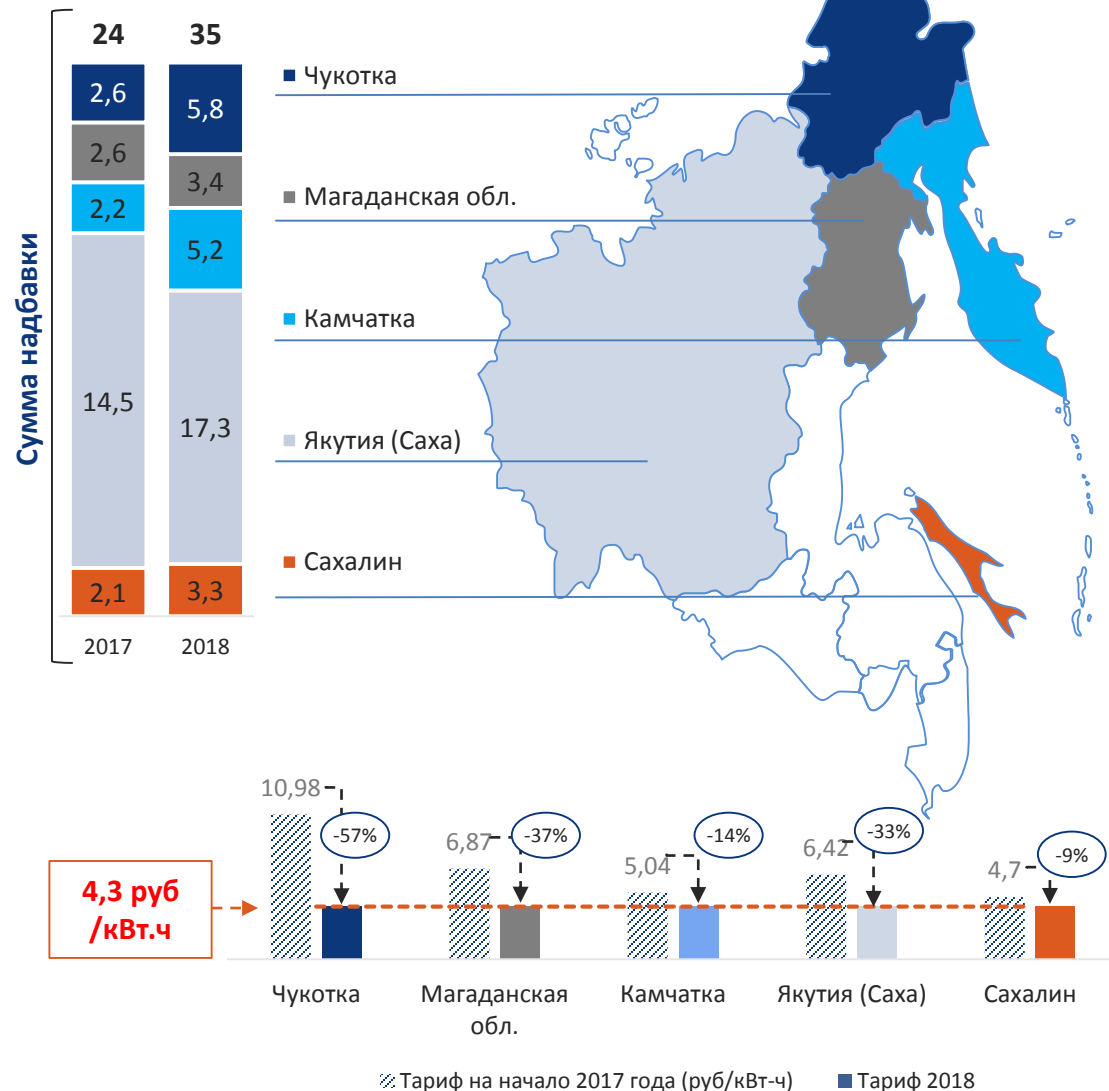 Сумма надбавки
24 35
2,6 5,8
2,6 3,4
2,2 5,2
14,5 17,3
2,1 3,3
2017 2018
Чукотка
Магаданская обл.
Камчатка
Якутия (Саха)
Сахалин
4,3 руб
/кВт.ч
10,98 -57%
6,87 -37%
5,04 -14%
6,42 -33%
4,7 -9%
Чукотка
Магаданская
обл.
Камчатка
Якутия (Саха)
Сахалин
Тариф на начало 2017 года (руб/кВт-ч) Тариф 2018